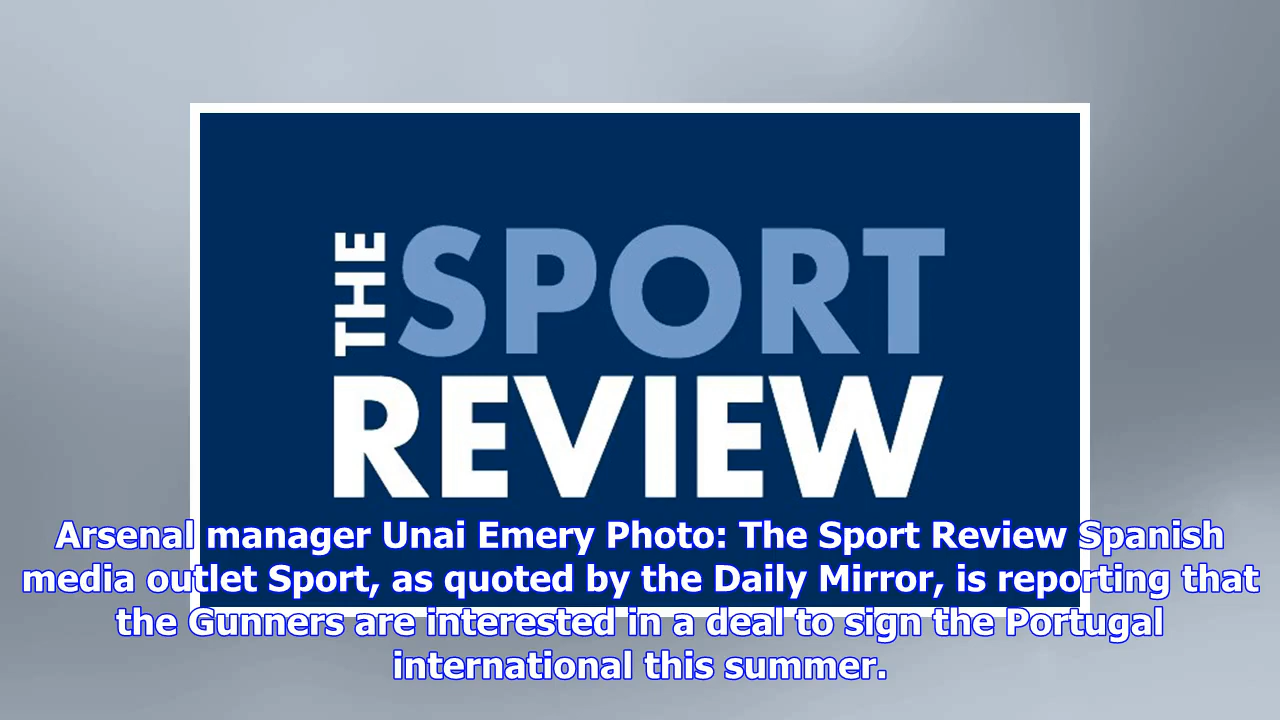 THE
SPORT
REVIEW
Arsenal manager Unai Emery Photo: The Sport Review Spanish
media outlet Sport, as quoted by the Daily Mirror, is reporting that
the Gunners are interested in a deal to sign the Portugal
international this summer.